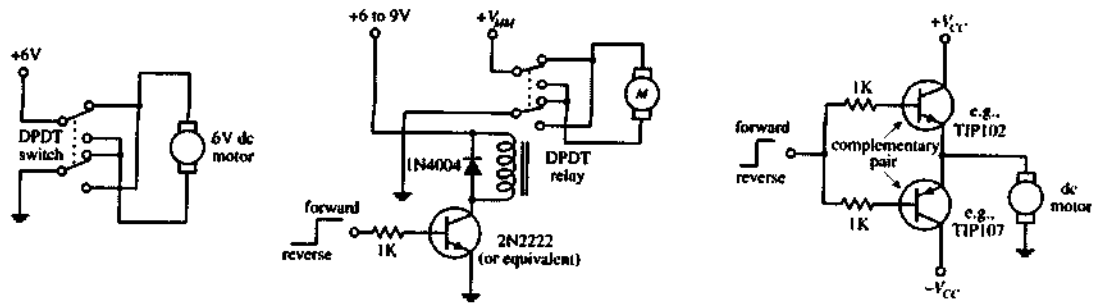 +6V
DPDT
switch
6V dc
motor
+6 to 9V
+V_MM
M
1N4004
DPDT
relay
forward
reverse
1K
2N2222
(or equivalent)
+V_CC
1K
e.g.,
TIP102
forward
complementary
pair
reverse
1K
e.g.,
TIP107
dc
motor
-V_CC